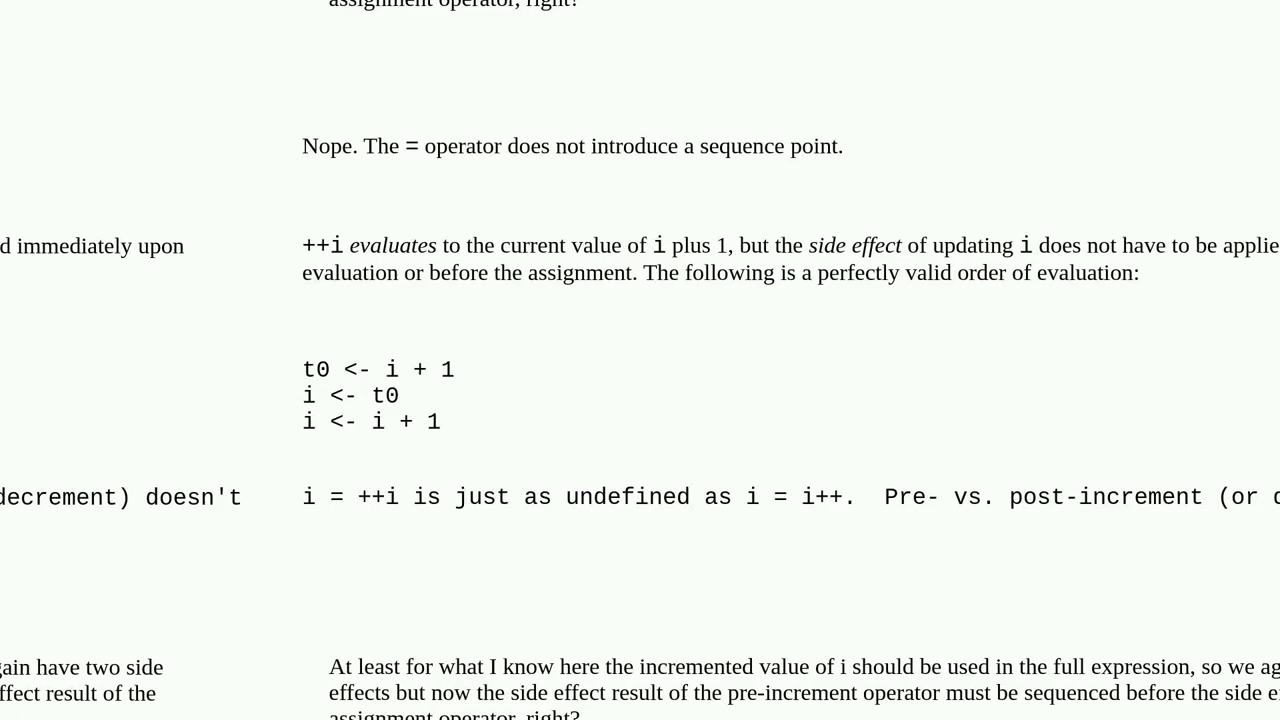 assignment operator, right?
Nope. The = operator does not introduce a sequence point.
d immediately upon
++i evaluates to the current value of i plus 1, but the side effect of updating i does not have to be applie
evaluation or before the assignment. The following is a perfectly valid order of evaluation:
t0 <- i + 1
i <- t0
i <- i + 1
decrement) doesn't
i = ++i is just as undefined as i = i++.  Pre- vs. post-increment (or d
gain have two side
ffect result of the
At least for what I know here the incremented value of i should be used in the full expression, so we ag
effects but now the side effect result of the pre-increment operator must be sequenced before the side e
assignment operator, right?